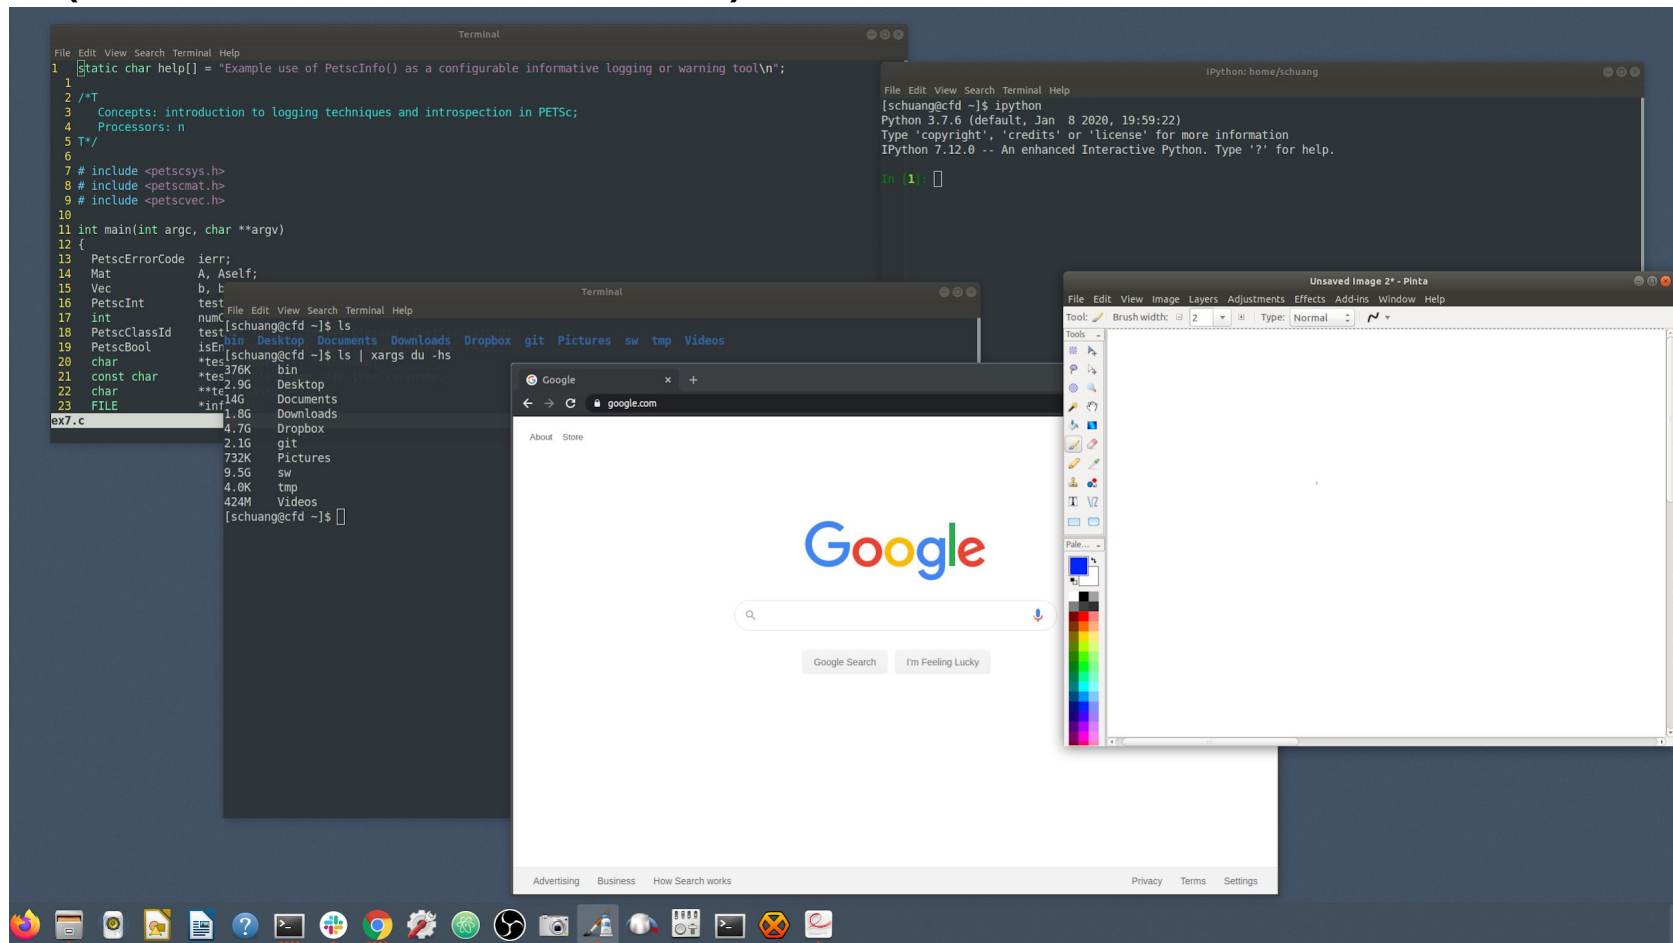 Terminal
File Edit View Search Terminal Help
1 static char help[] = "Example use of PetscInfo() as a configurable informative logging or warning tool\n";
1
2 /*T
3 Concepts: introduction to logging techniques and introspection in PETSc;
4 Processors: n
5 T*/
6
7 # include <petscsys.h>
8 # include <petscmat.h>
9 # include <petscvec.h>
10
11 int main(int argc, char **argv)
12 {
13 PetscErrorCode ierr;
14 Mat A, Aself;
15 Vec b, b
16 PetscInt test
17 int numC
18 PetscClassId test
19 PetscBool isEn
20 char *tes
21 const char *tes
22 char **te
23 FILE *inf
ex7.c
IPython: home/schuang
File Edit View Search Terminal Help
[schuang@cfd ~]$ ipython
Python 3.7.6 (default, Jan 8 2020, 19:59:22)
Type 'copyright', 'credits' or 'license' for more information
IPython 7.12.0 -- An enhanced Interactive Python. Type '?' for help.
In [1]:
Terminal
File Edit View Search Terminal Help
[schuang@cfd ~]$ ls
bin Desktop Documents Downloads Dropbox git Pictures sw tmp Videos
[schuang@cfd ~]$ ls | xargs du -hs
376K bin
2.9G Desktop
14G Documents
1.8G Downloads
4.7G Dropbox
2.1G git
732K Pictures
9.5G sw
4.0K tmp
424M Videos
[schuang@cfd ~]$
Google
google.com
About Store
Google
Google Search I'm Feeling Lucky
Advertising Business How Search works Privacy Terms Settings
Unsaved Image 2* - Pinta
File Edit View Image Layers Adjustments Effects Add-ins Window Help
Tool: Brush width: 2 Type: Normal
Tools
Pale...